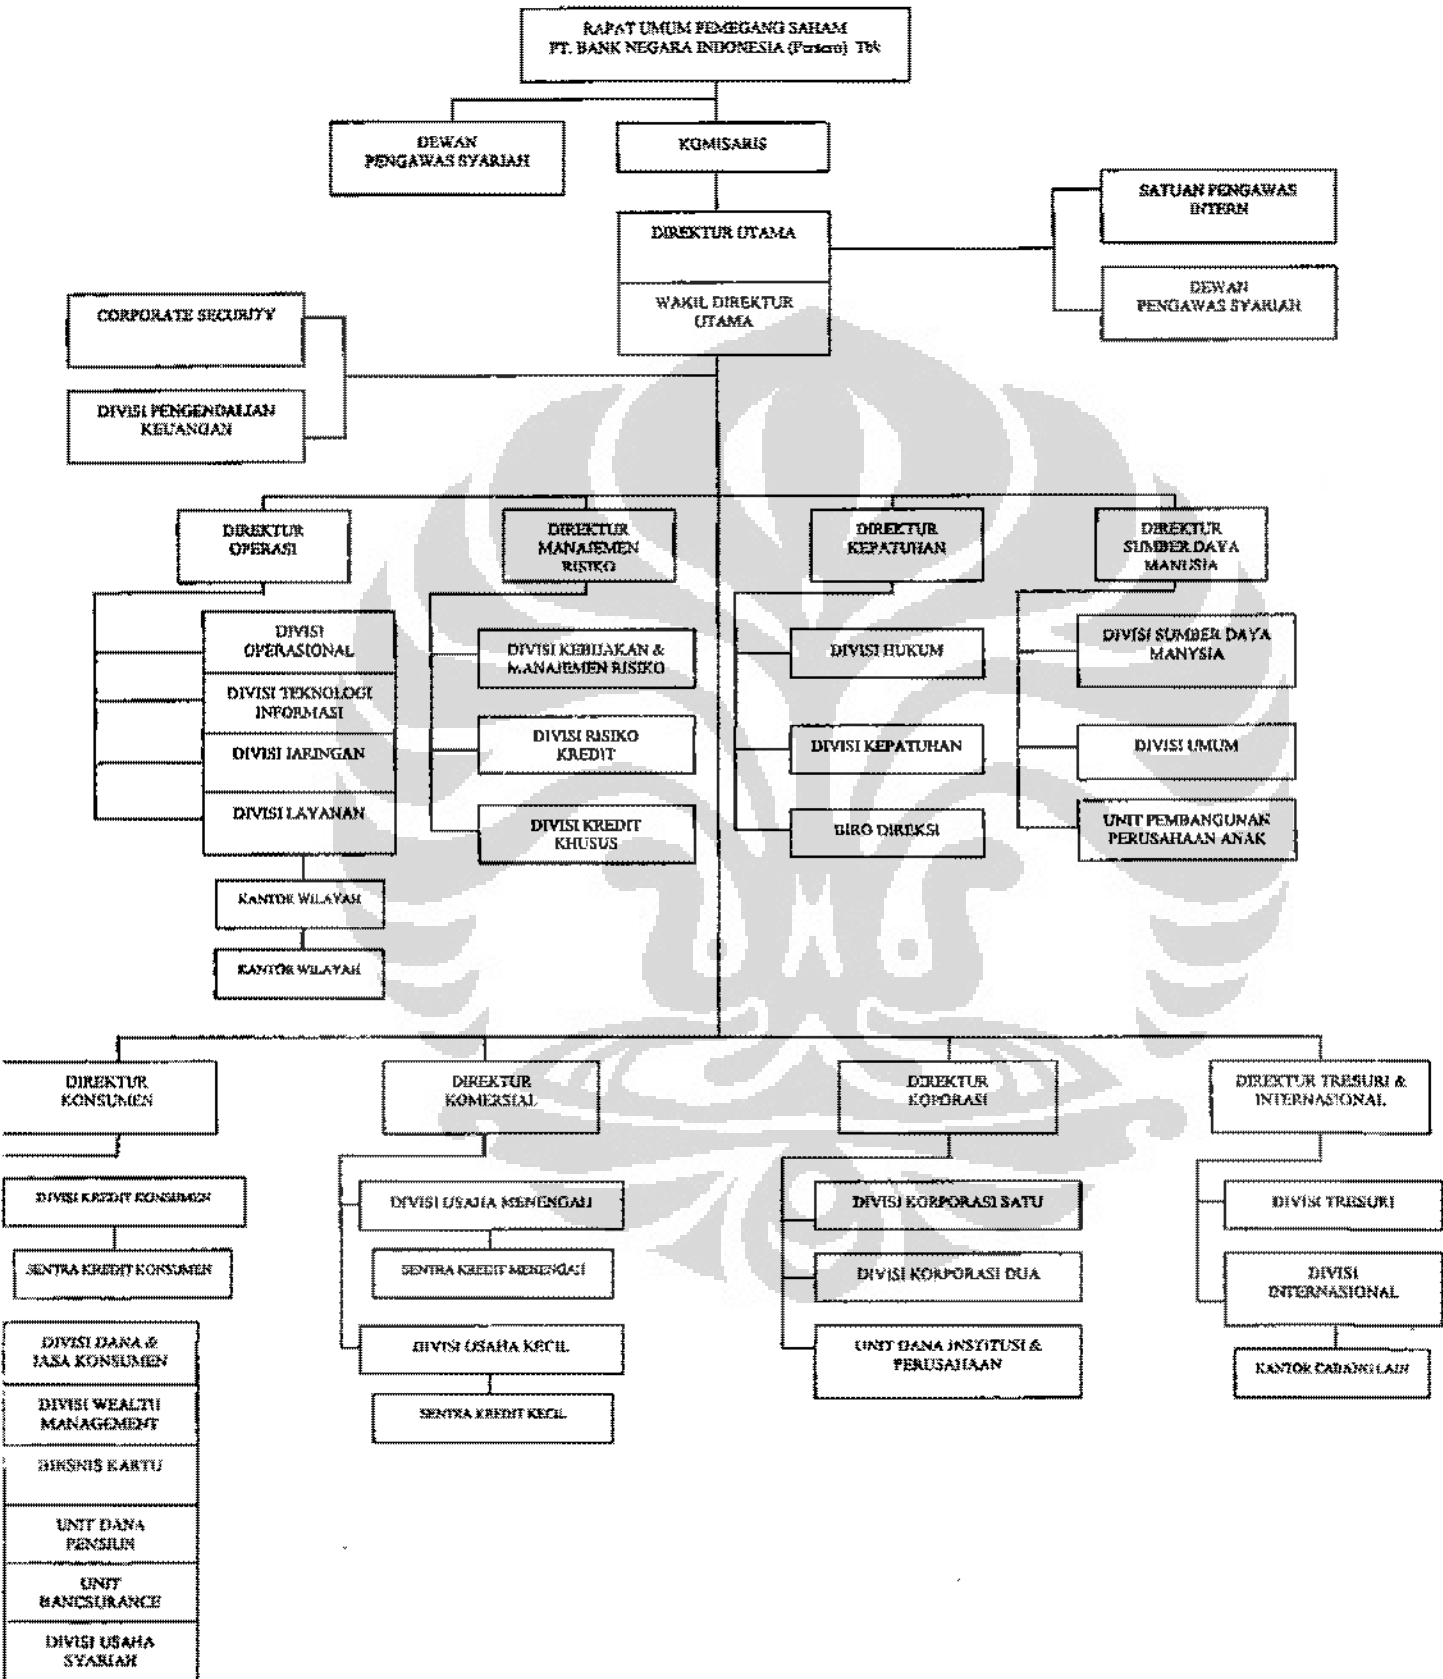 RAPAT UMUM PEMEGANG SAHAM
PT. BANK NEGARA INDONESIA (Persero) Tbk
DEWAN
PENGAWAS SYARIAH
KOMISARIS
SATUAN PENGAWAS
INTERN
DIREKTUR UTAMA
WAKIL DIREKTUR
UTAMA
DEWAN
PENGAWAS SYARIAH
CORPORATE SECURITY
DIVISI PENGENDALIAN
KEUANGAN
DIREKTUR
OPERASI
DIREKTUR
MANAJEMEN
RISIKO
DIREKTUR
KEPATUHAN
DIREKTUR
SUMBER DAYA
MANUSIA
DIVISI
OPERASIONAL
DIVISI TEKNOLOGI
INFORMASI
DIVISI JARINGAN
DIVISI LAYANAN
KANTOR WILAYAH
KANTOR WILAYAH
DIVISI KEBIJAKAN &
MANAJEMEN RISIKO
DIVISI RISIKO
KREDIT
DIVISI KREDIT
KHUSUS
DIVISI HUKUM
DIVISI KEPATUHAN
BIRO DIREKSI
DIVISI SUMBER DAYA
MANYSIA
DIVISI UMUM
UNIT PEMBANGUNAN
PERUSAHAAN ANAK
DIREKTUR
KONSUMEN
DIREKTUR
KOMERSIAL
DIREKTUR
KOPORASI
DIREKTUR TRESURI &
INTERNASIONAL
DIVISI KREDIT KONSUMEN
SENTRA KREDIT KONSUMEN
DIVISI DANA &
JASA KONSUMEN
DIVISI WEALTH
MANAGEMENT
BIKSNIS KARTU
UNIT DANA
PENSIUN
UNIT
BANCSURANCE
DIVISI USAHA
SYARIAH
DIVISI USAHA MENENGAH
SENTRA KREDIT MENENGAH
DIVISI USAHA KECIL
SENTRA KREDIT KECIL
DIVISI KORPORASI SATU
DIVISI KORPORASI DUA
UNIT DANA INSTITUSI &
PERUSAHAAN
DIVISI TRESURI
DIVISI
INTERNASIONAL
KANTOR CABANG LAIN